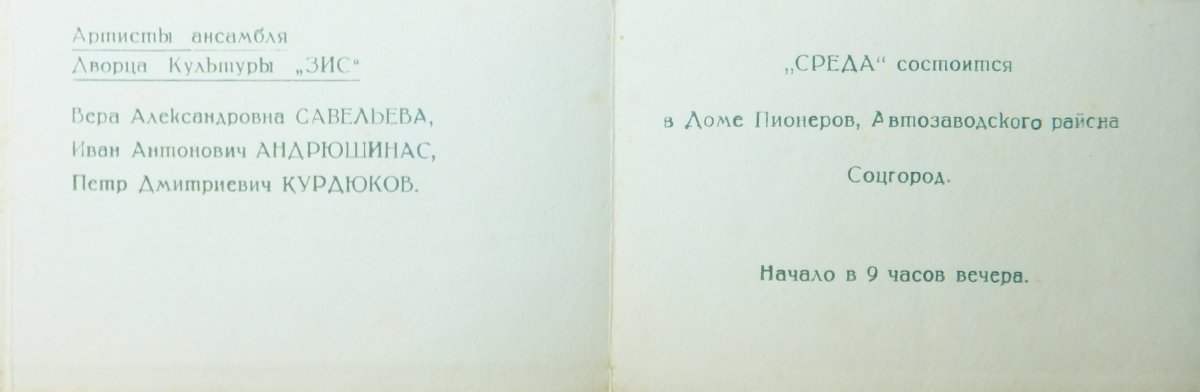 Артисты ансамбля
Дворца Культуры „ЗИС“
Вера Александровна САВЕЛЬЕВА,
Иван Антонович АНДРЮШИНАС,
Петр Дмитриевич КУРДЮКОВ.
„СРЕДА“ состоится
в Доме Пионеров, Автозаводского райсна
Соцгород.
Начало в 9 часов вечера.